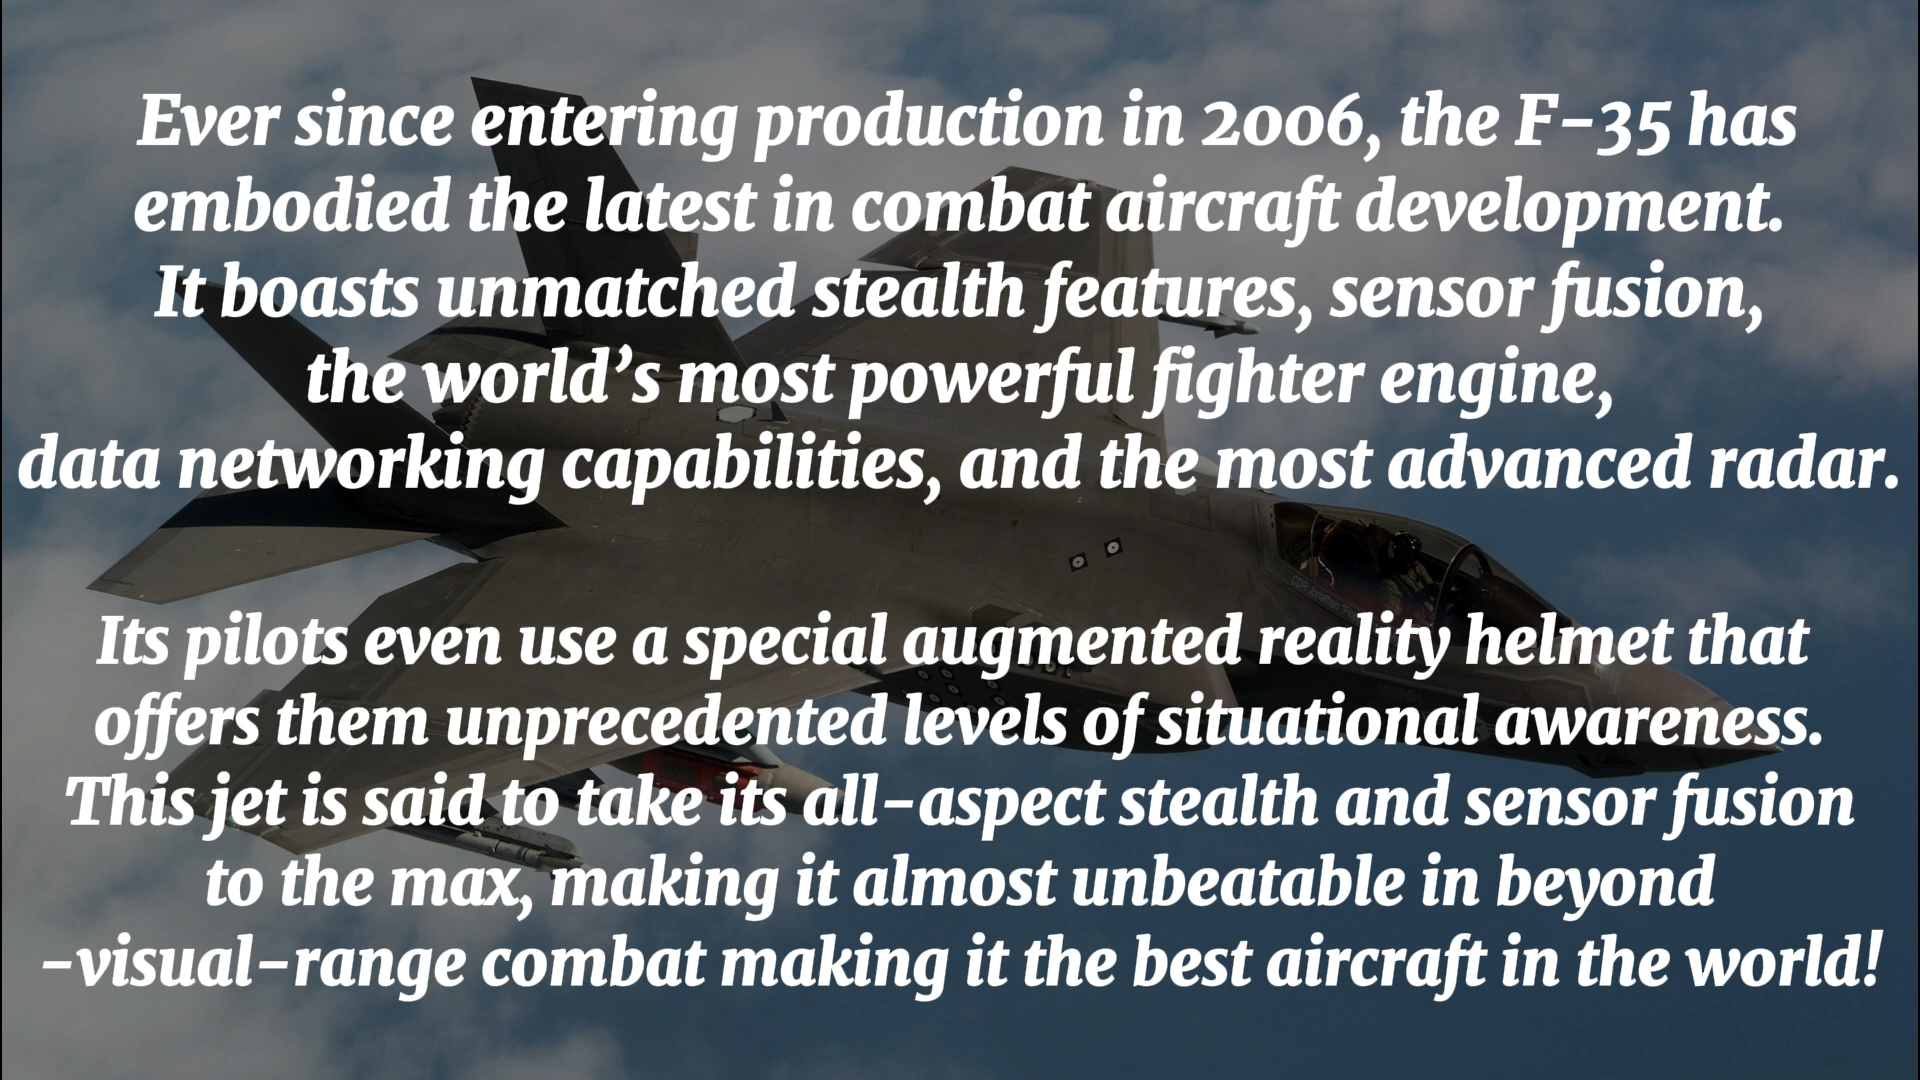 Ever since entering production in 2006, the F-35 has
embodied the latest in combat aircraft development.
It boasts unmatched stealth features, sensor fusion,
the world's most powerful fighter engine,
data networking capabilities, and the most advanced radar.
Its pilots even use a special augmented reality helmet that
offers them unprecedented levels of situational awareness.
This jet is said to take its all-aspect stealth and sensor fusion
to the max, making it almost unbeatable in beyond
-visual-range combat making it the best aircraft in the world!